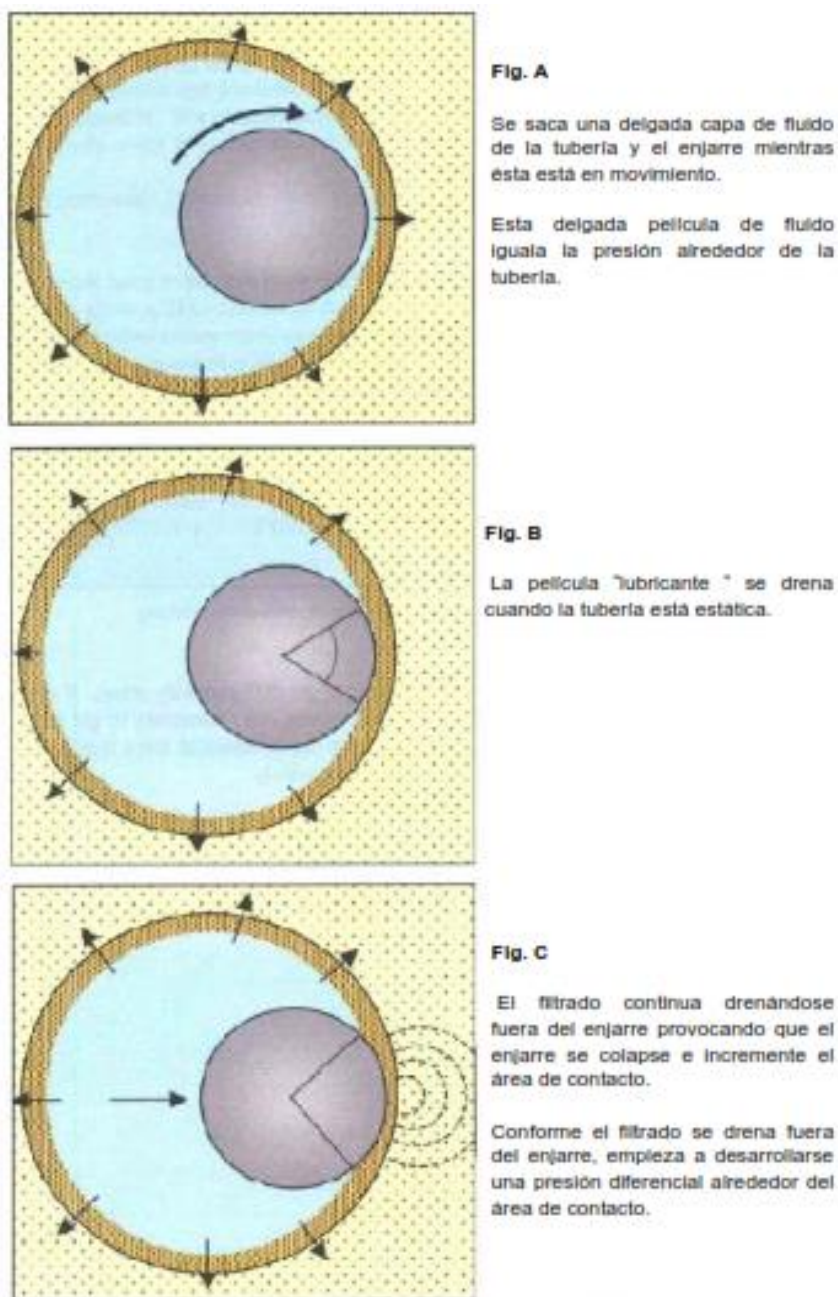 Fig. A
Se saca una delgada capa de fluido
de la tubería y el enjarre mientras
ésta está en movimiento.
Esta delgada película de fluido
iguala la presión alrededor de la
tubería.
Fig. B
La película "lubricante " se drena
cuando la tubería está estática.
Fig. C
El filtrado continua drenándose
fuera del enjarre provocando que el
enjarre se colapse e incremente el
área de contacto.
Conforme el filtrado se drena fuera
del enjarre, empieza a desarrollarse
una presión diferencial alrededor del
área de contacto.